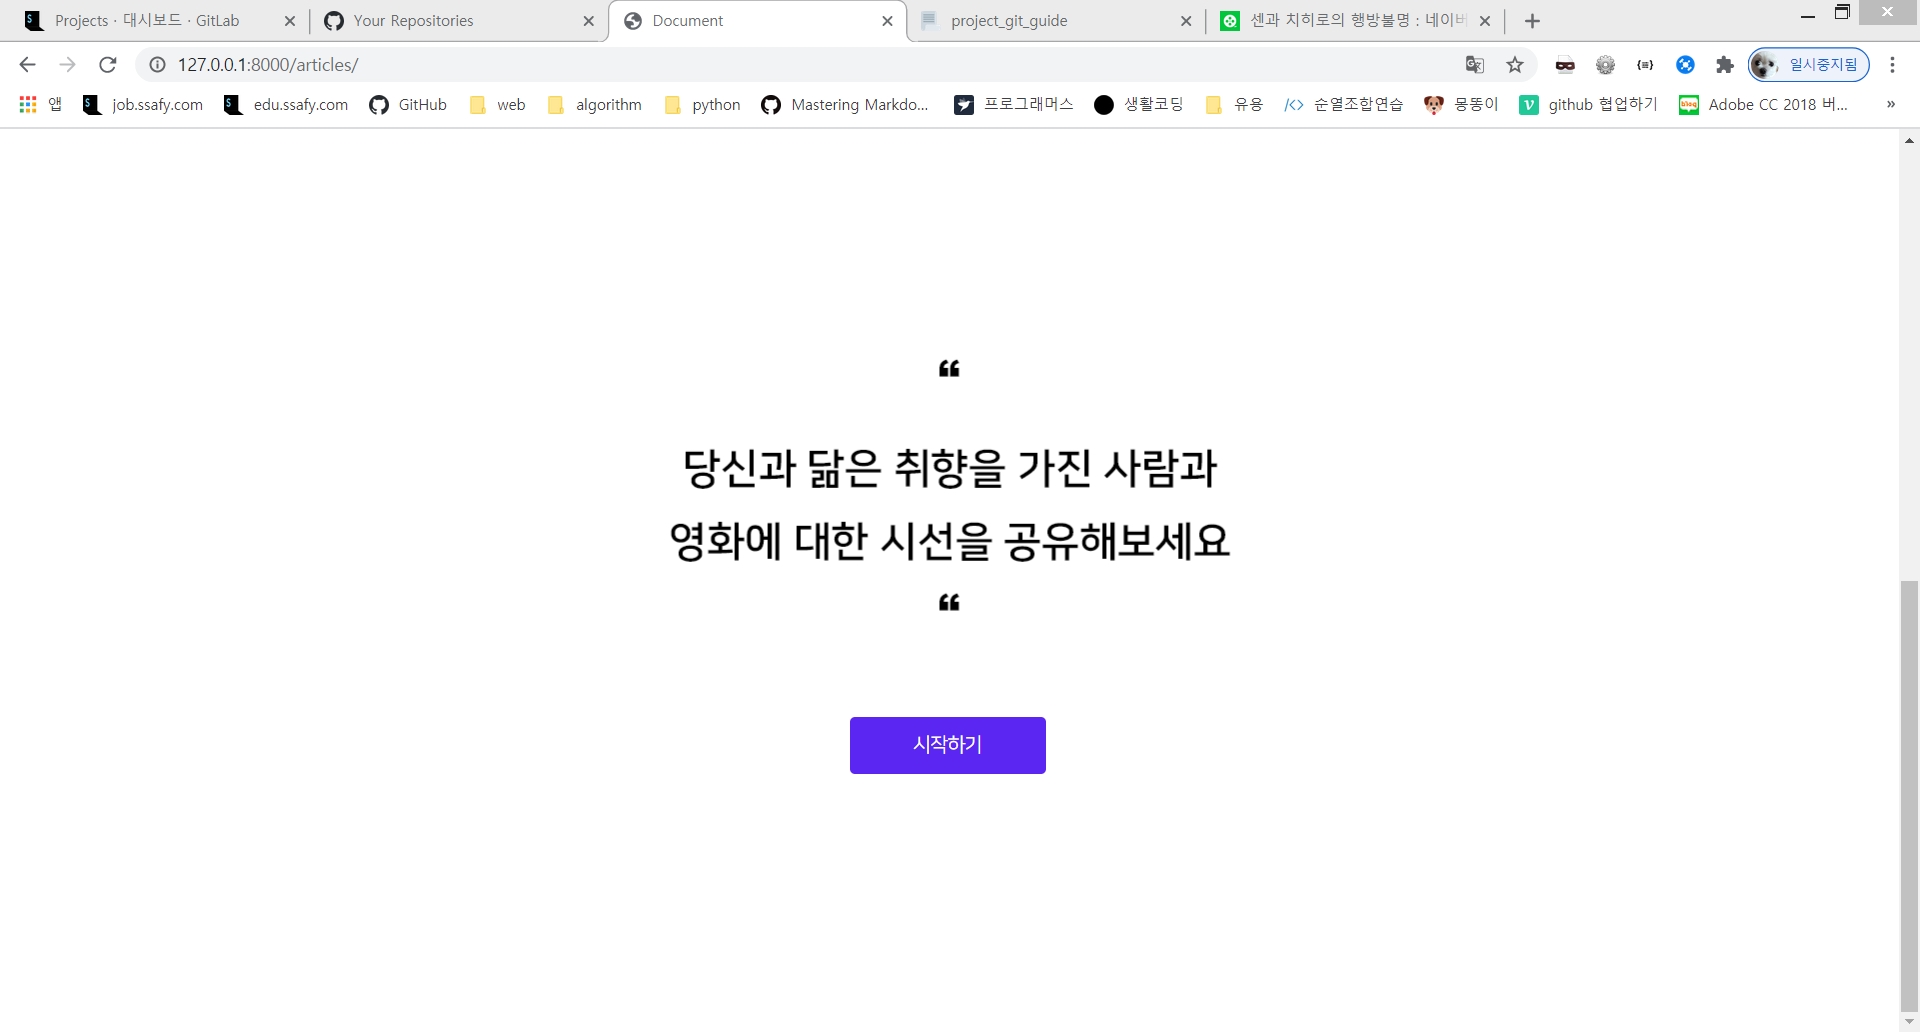 Projects · 대시보드 · GitLab
Your Repositories
Document
project_git_guide
센과 치히로의 행방불명 : 네이버
127.0.0.1:8000/articles/
일시중지됨
앱
job.ssafy.com
edu.ssafy.com
GitHub
web
algorithm
python
Mastering Markdo...
프로그래머스
생활코딩
유용
순열조합연습
몽똥이
github 협업하기
Adobe CC 2018 버...
»
❝
당신과 닮은 취향을 가진 사람과
영화에 대한 시선을 공유해보세요
❝
시작하기